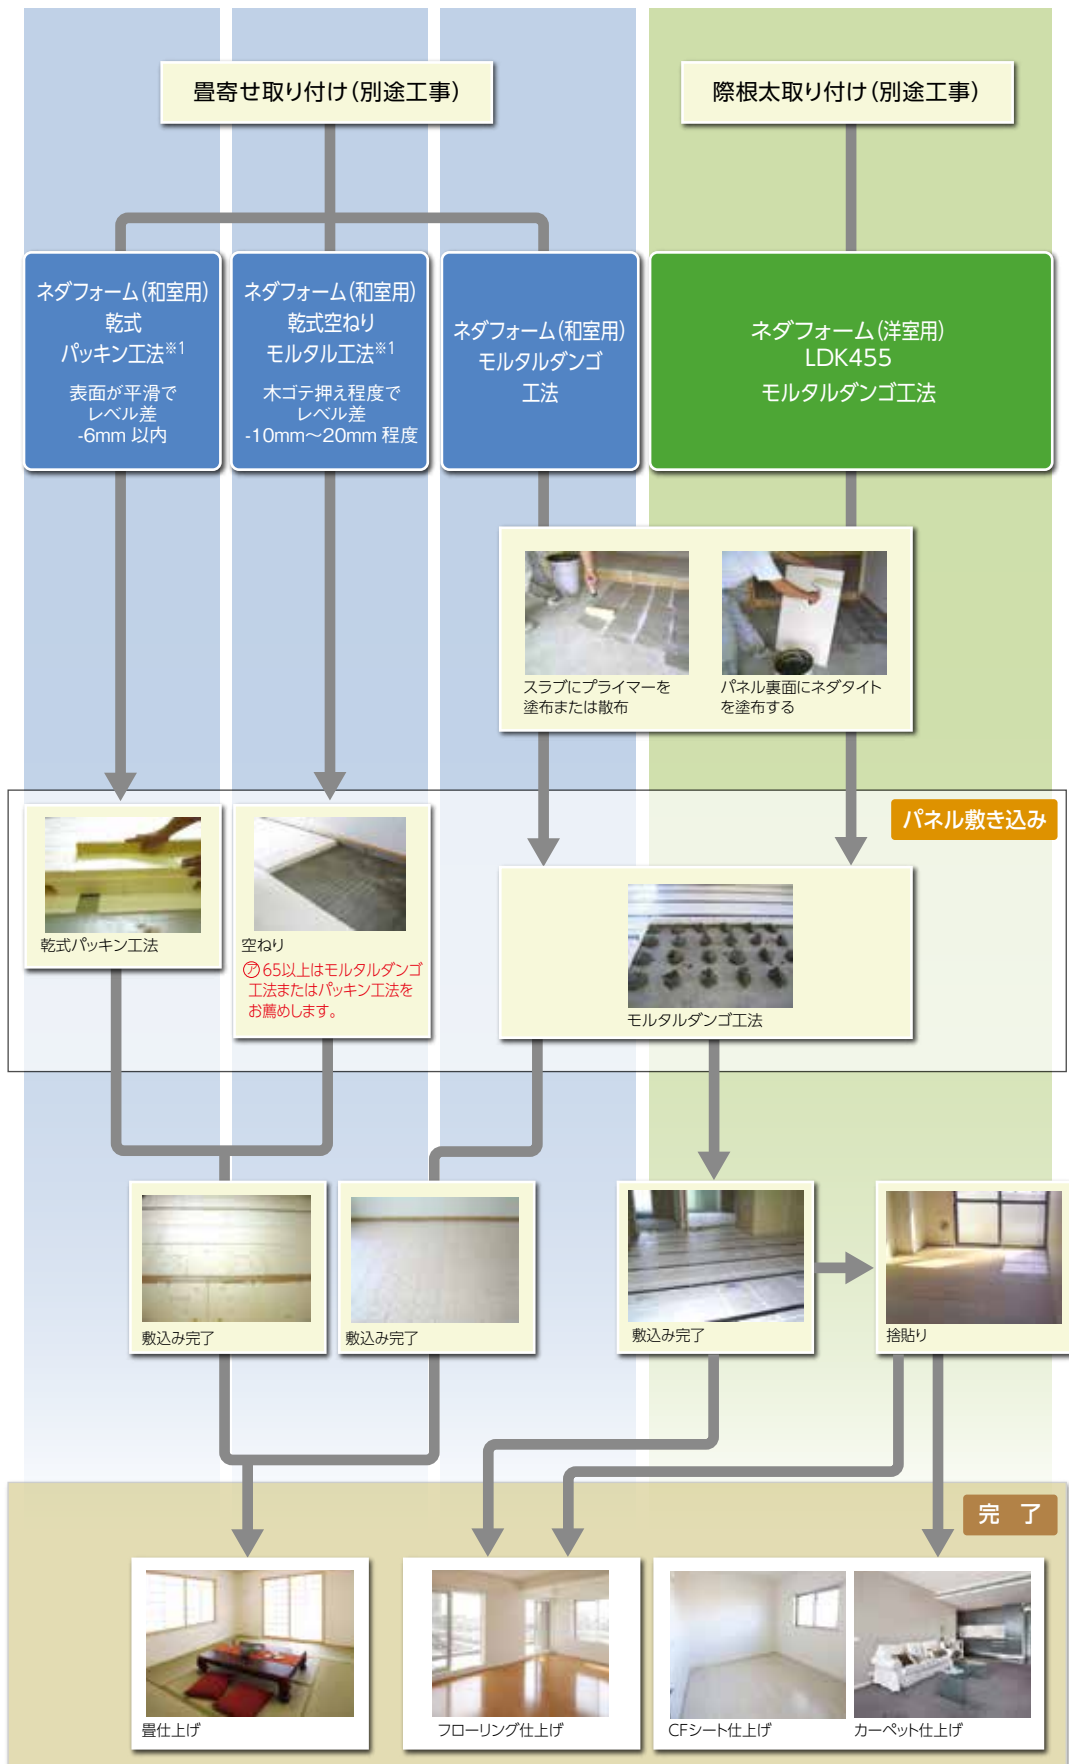 畳寄せ取り付け(別途工事)
際根太取り付け(別途工事)
ネダフォーム(和室用)
乾式
パッキン工法※1
表面が平滑で
レベル差
-6mm 以内
ネダフォーム(和室用)
乾式空ねり
モルタル工法※1
木ゴテ押え程度で
レベル差
-10mm〜20mm 程度
ネダフォーム(和室用)
モルタルダンゴ
工法
ネダフォーム(洋室用)
LDK455
モルタルダンゴ工法
スラブにプライマーを
塗布または散布
パネル裏面にネダタイト
を塗布する
パネル敷き込み
乾式パッキン工法
空ねり
㋐65以上はモルタルダンゴ
工法またはパッキン工法を
お薦めします。
モルタルダンゴ工法
敷込み完了
敷込み完了
敷込み完了
捨貼り
完 了
畳仕上げ
フローリング仕上げ
CFシート仕上げ
カーペット仕上げ